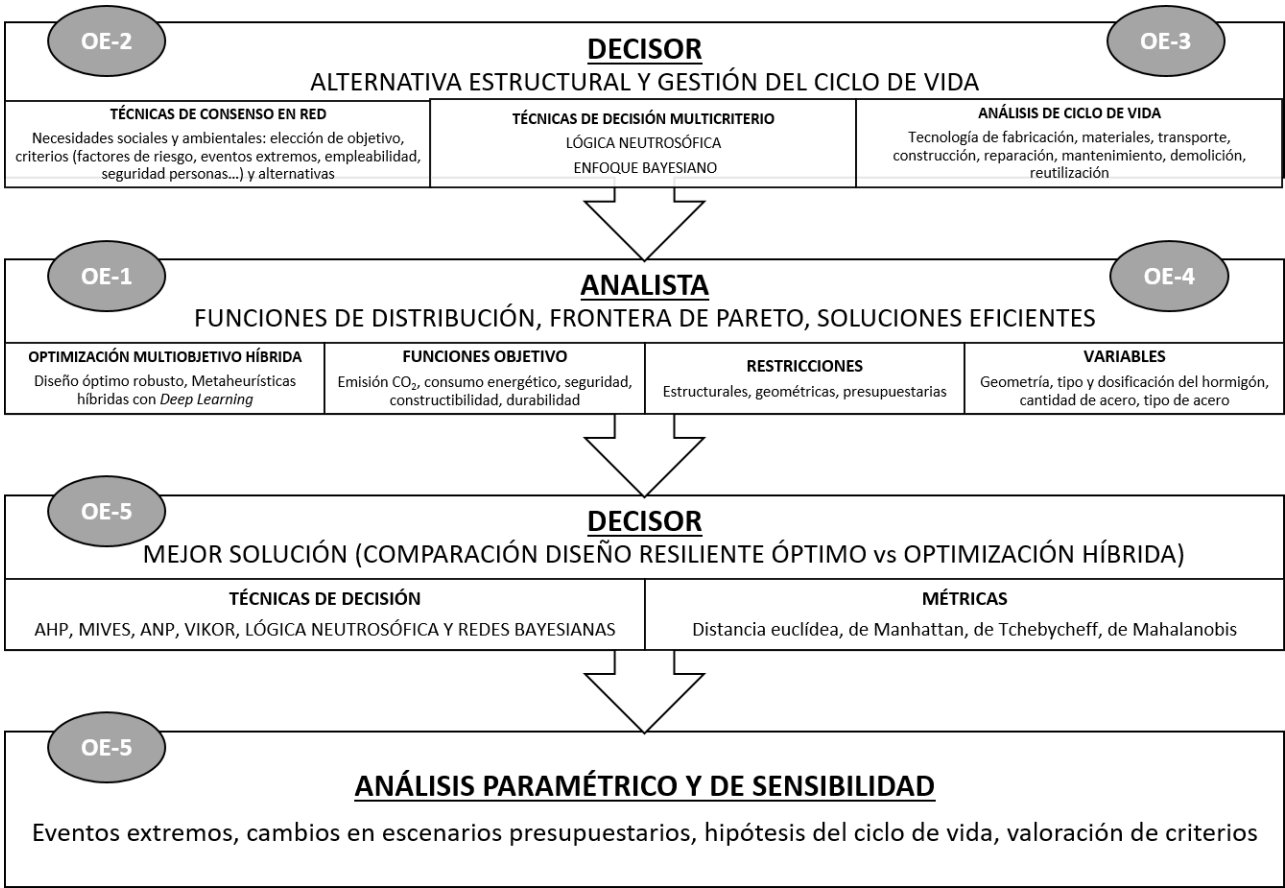 OE-2
OE-3
DECISOR
ALTERNATIVA ESTRUCTURAL Y GESTIÓN DEL CICLO DE VIDA
TÉCNICAS DE CONSENSO EN RED
Necesidades sociales y ambientales: elección de objetivo,
criterios (factores de riesgo, eventos extremos, empleabilidad,
seguridad personas...) y alternativas
TÉCNICAS DE DECISIÓN MULTICRITERIO
LÓGICA NEUTROSÓFICA
ENFOQUE BAYESIANO
ANÁLISIS DE CICLO DE VIDA
Tecnología de fabricación, materiales, transporte,
construcción, reparación, mantenimiento, demolición,
reutilización
OE-1
OE-4
ANALISTA
FUNCIONES DE DISTRIBUCIÓN, FRONTERA DE PARETO, SOLUCIONES EFICIENTES
OPTIMIZACIÓN MULTIOBJETIVO HÍBRIDA
Diseño óptimo robusto, Metaheurísticas
híbridas con Deep Learning
FUNCIONES OBJETIVO
Emisión CO₂, consumo energético, seguridad,
constructibilidad, durabilidad
RESTRICCIONES
Estructurales, geométricas, presupuestarias
VARIABLES
Geometría, tipo y dosificación del hormigón,
cantidad de acero, tipo de acero
OE-5
DECISOR
MEJOR SOLUCIÓN (COMPARACIÓN DISEÑO RESILIENTE ÓPTIMO vs OPTIMIZACIÓN HÍBRIDA)
TÉCNICAS DE DECISIÓN
AHP, MIVES, ANP, VIKOR, LÓGICA NEUTROSÓFICA Y REDES BAYESIANAS
MÉTRICAS
Distancia euclídea, de Manhattan, de Tchebycheff, de Mahalanobis
OE-5
ANÁLISIS PARAMÉTRICO Y DE SENSIBILIDAD
Eventos extremos, cambios en escenarios presupuestarios, hipótesis del ciclo de vida, valoración de criterios